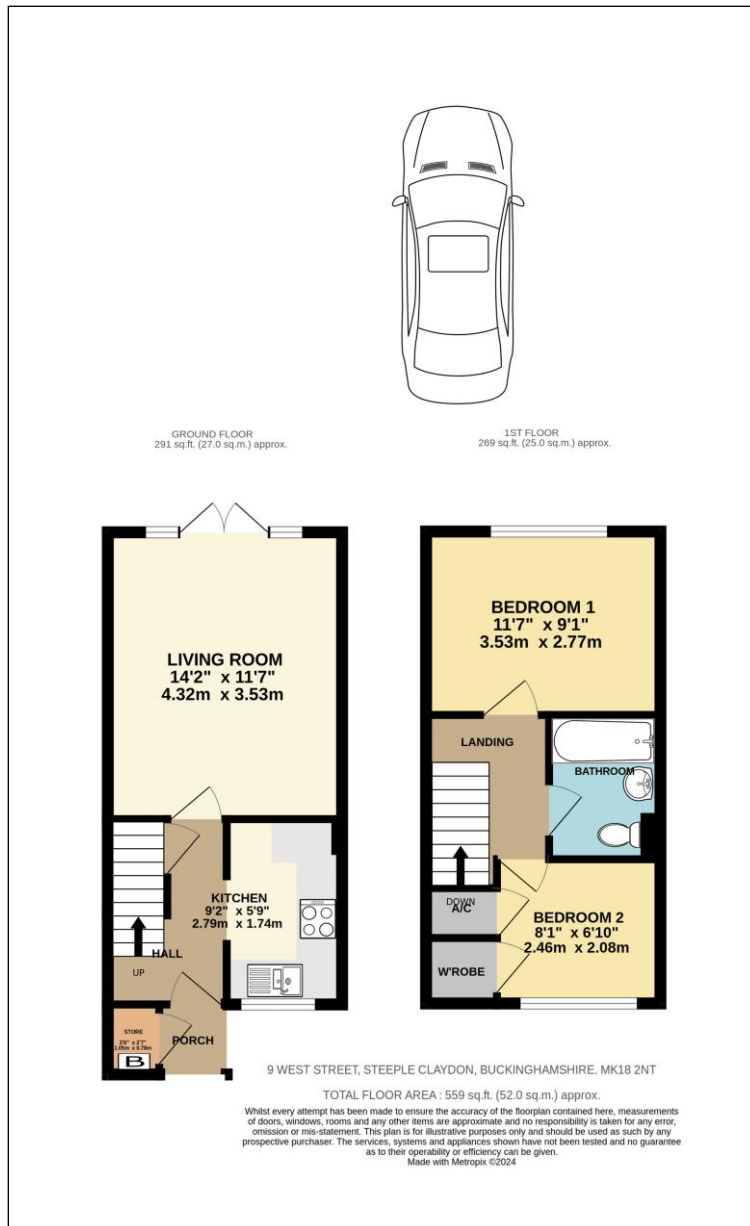 GROUND FLOOR
291 sq.ft. (27.0 sq.m.) approx.
1ST FLOOR
269 sq.ft. (25.0 sq.m.) approx.
LIVING ROOM
14'2" x 11'7"
4.32m x 3.53m
KITCHEN
9'2" x 5'9"
2.79m x 1.74m
HALL
UP
STORE
B
PORCH
BEDROOM 1
11'7" x 9'1"
3.53m x 2.77m
LANDING
BATHROOM
DOWN
A/C
BEDROOM 2
8'1" x 6'10"
2.46m x 2.08m
W'ROBE
9 WEST STREET, STEEPLE CLAYDON, BUCKINGHAMSHIRE. MK18 2NT
TOTAL FLOOR AREA : 559 sq.ft. (52.0 sq.m.) approx.
Whilst every attempt has been made to ensure the accuracy of the floorplan contained here, measurements
of doors, windows, rooms and any other items are approximate and no responsibility is taken for any error,
omission or mis-statement. This plan is for illustrative purposes only and should be used as such by any
prospective purchaser. The services, systems and appliances shown have not been tested and no guarantee
as to their operability or efficiency can be given.
Made with Metropix ©2024